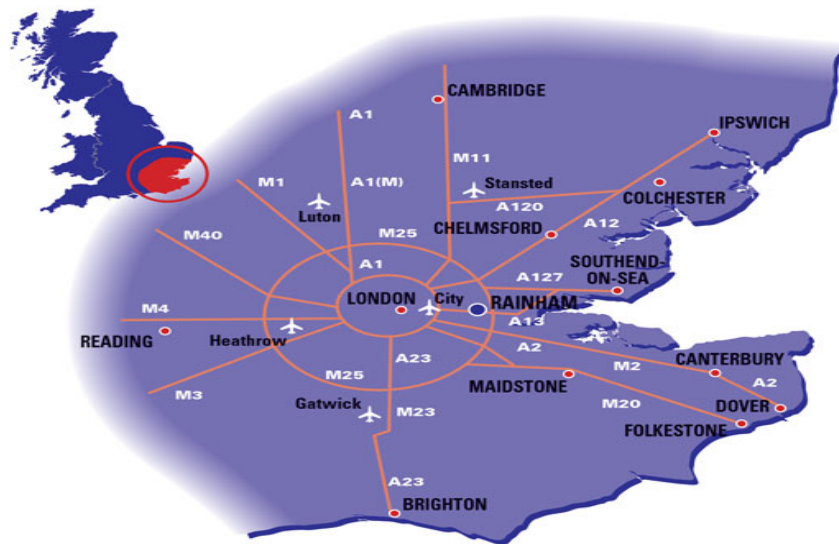 CAMBRIDGE
A1
IPSWICH
M11
M1
A1(M)
Stansted
Luton
COLCHESTER
A120
A12
CHELMSFORD
M40
M25
SOUTHEND-
ON-SEA
A1
A127
LONDON
City
RAINHAM
M4
A13
READING
Heathrow
A2
A23
M2
CANTERBURY
M25
MAIDSTONE
A2
M3
Gatwick
M23
M20
DOVER
FOLKESTONE
A23
BRIGHTON